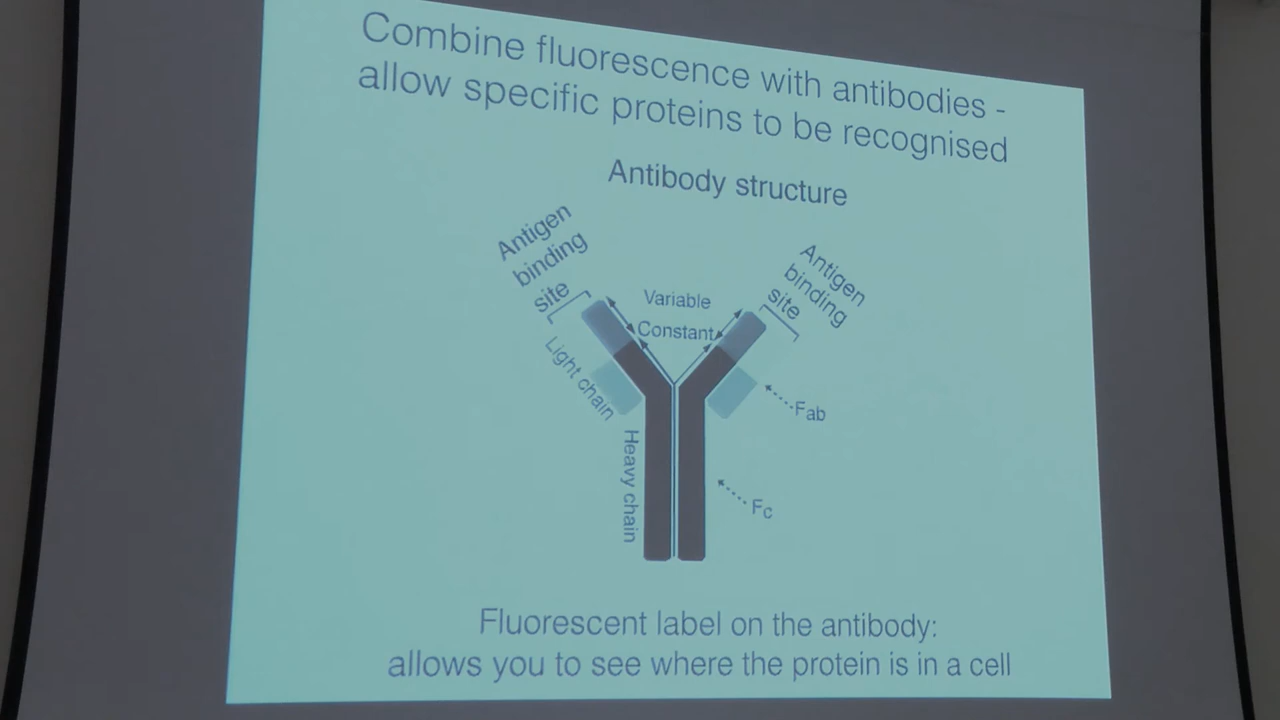 Combine fluorescence with antibodies -
allow specific proteins to be recognised
Antibody structure
Antigen
binding
site
Antigen
binding
site
Variable
Constant
Light chain
Fab
Heavy chain
Fc
Fluorescent label on the antibody:
allows you to see where the protein is in a cell